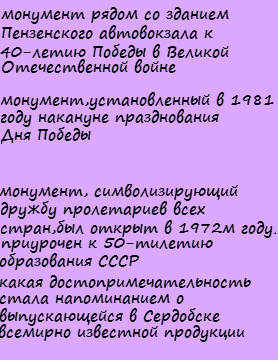 монумент рядом со зданием
Пензенского автовокзала к
40-летию Победы в Великой
Отечественной войне
монумент,установленный в 1981
году накануне празднования
Дня Победы
монумент, символизирующий
дружбу пролетариев всех
стран,был открыт в 1972м году.
приурочен к 50-тилетию
образования СССР
какая достопримечательность
стала напоминанием о
выпускающейся в Сердобске
всемирно известной продукции